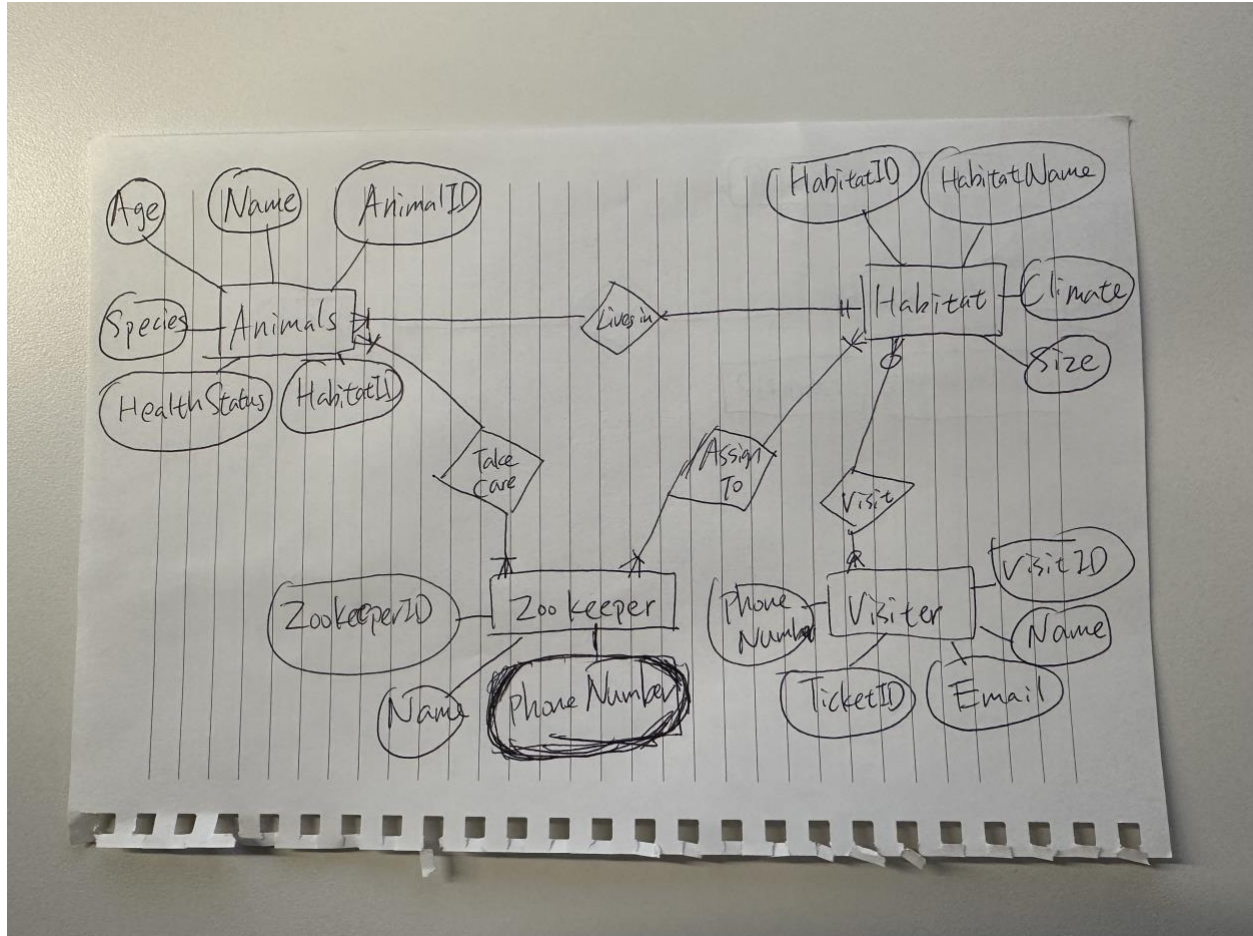 Age
Name
AnimalID
HabitatID
HabitatName
Species
Animals
Lives in
Habitat
Climate
Size
HealthStatus
HabitatID
Take
Care
Assign
To
Visit
ZookeeperID
Zookeeper
Phone
Number
Visiter
VisitID
Name
Name
Phone Number
TicketID
Email